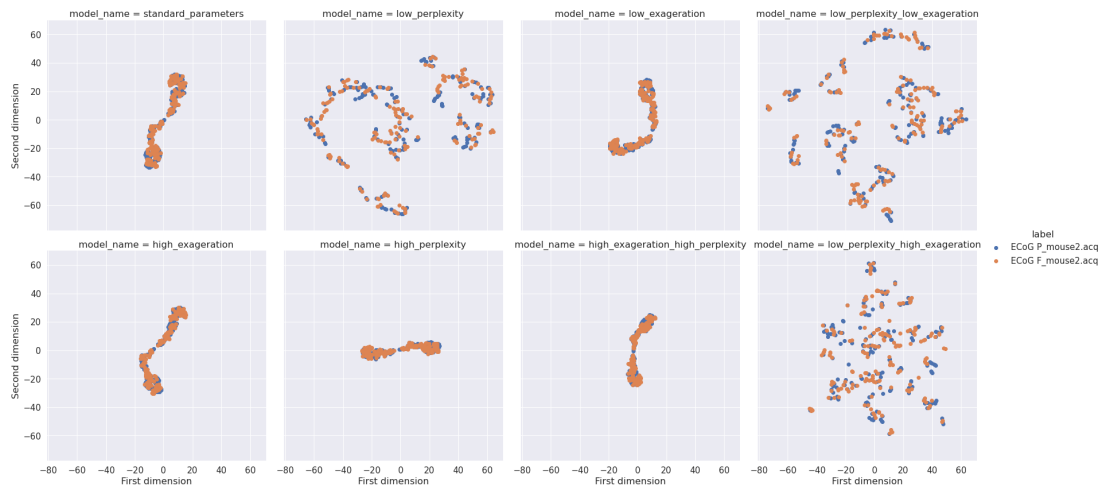 model_name = standard_parameters
model_name = low_perplexity
model_name = low_exageration
model_name = low_perplexity_low_exageration
60
40
20
0
−20
−40
−60
Second dimension
model_name = high_exageration
model_name = high_perplexity
model_name = high_exageration_high_perplexity
model_name = low_perplexity_high_exageration
60
40
20
0
−20
−40
−60
Second dimension
−80 −60 −40 −20 0 20 40 60
−80 −60 −40 −20 0 20 40 60
−80 −60 −40 −20 0 20 40 60
−80 −60 −40 −20 0 20 40 60
First dimension
First dimension
First dimension
First dimension
label
ECoG P_mouse2.acq
ECoG F_mouse2.acq